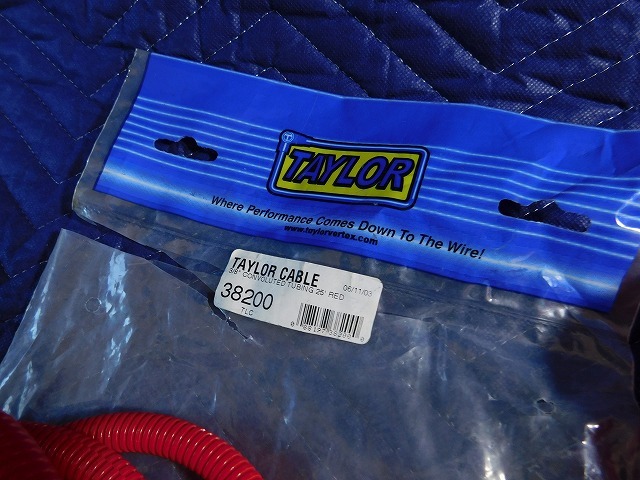 TAYLOR
Where Performance Comes Down To The Wire!
www.taylorvertex.com
TAYLOR CABLE
3/8" CONVOLUTED TUBING 25' RED
06/11/03
38200
TLC